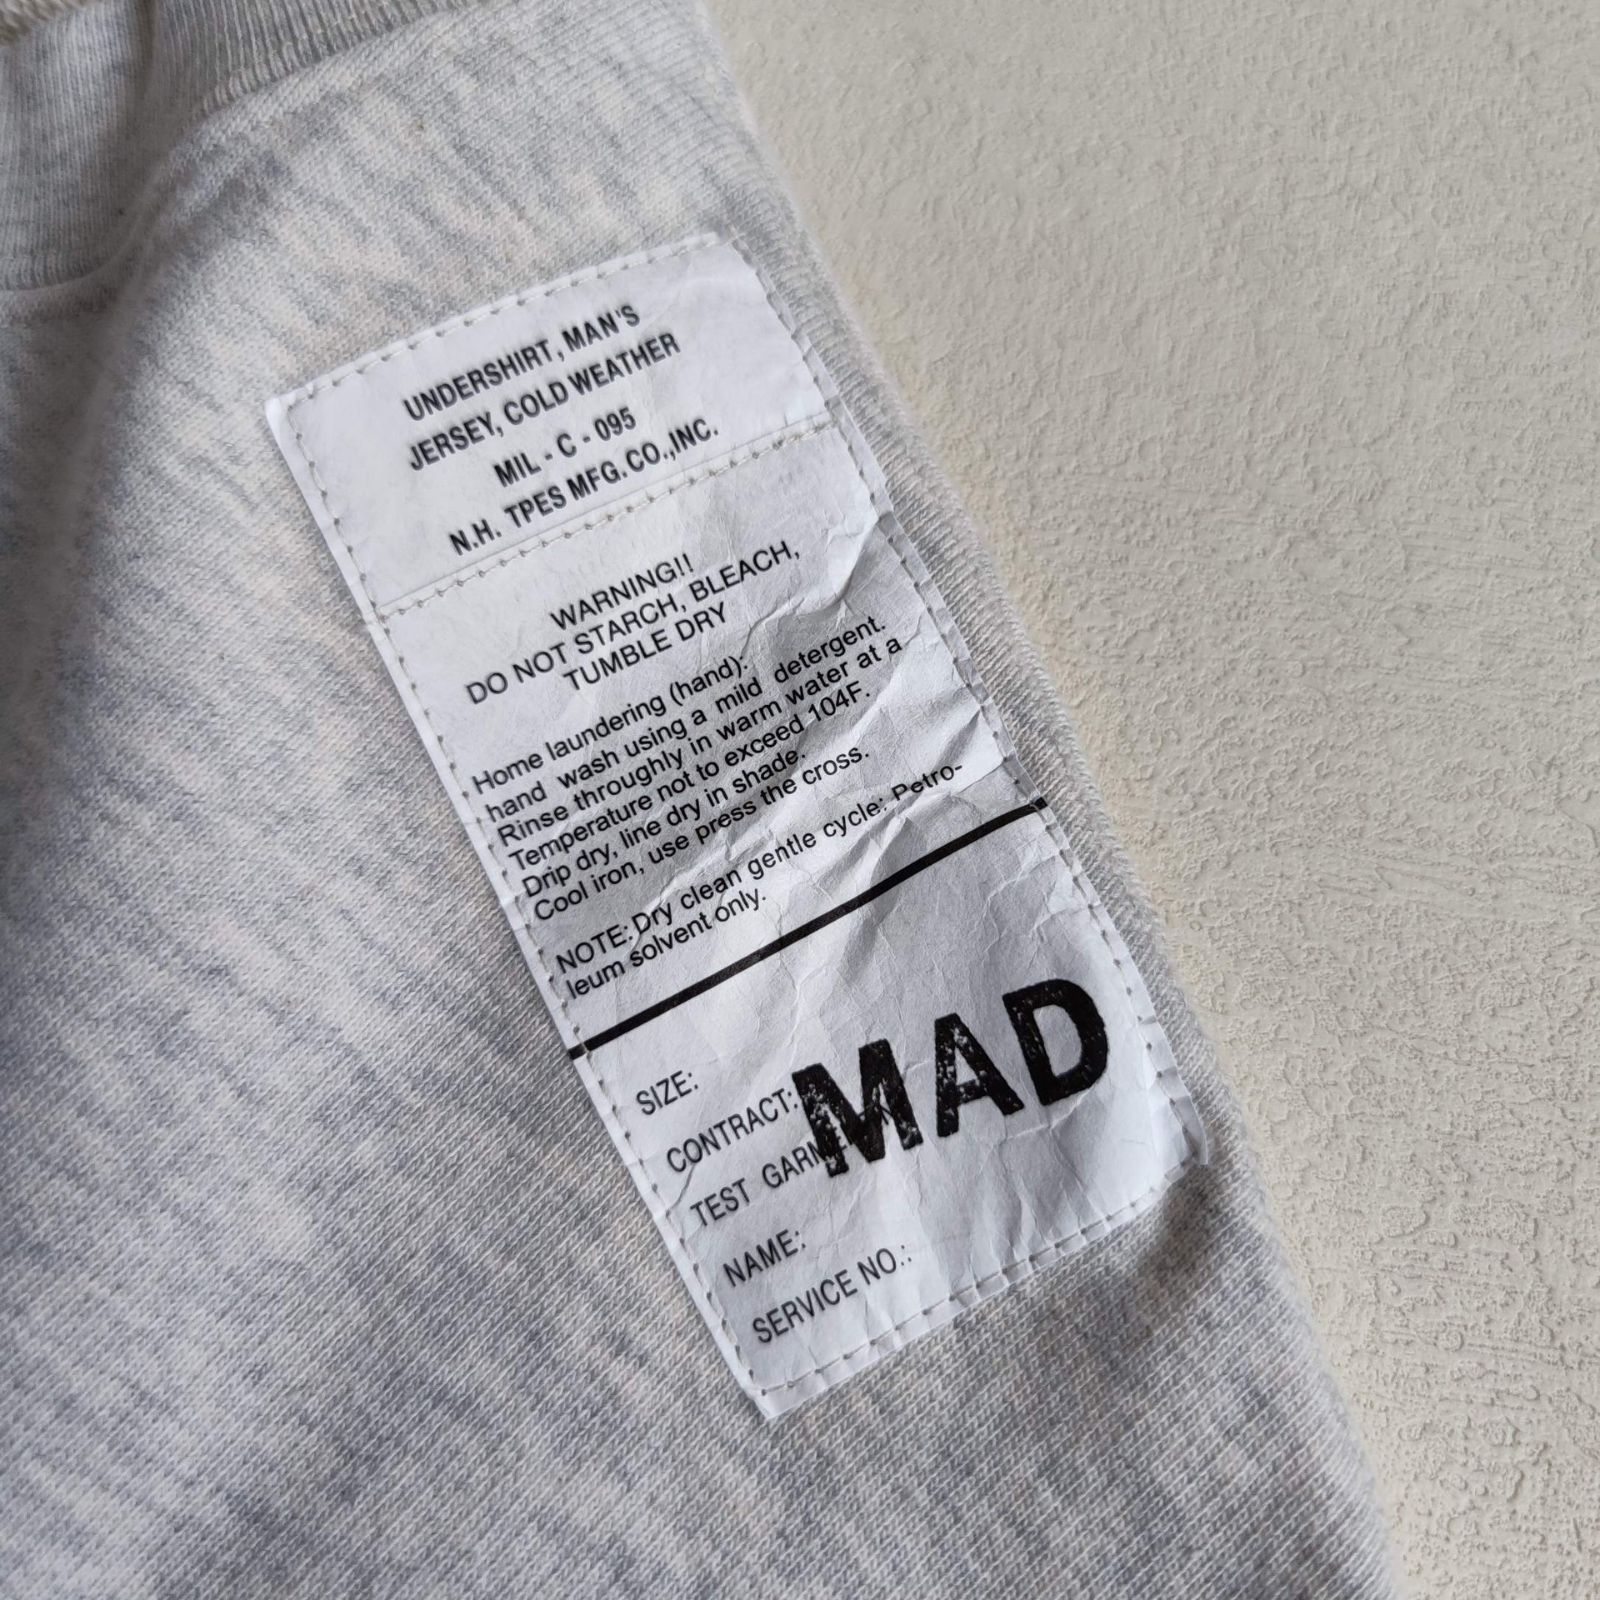 UNDERSHIRT, MAN'S
JERSEY, COLD WEATHER
MIL - C - 095
N.H. TPES MFG. CO., INC.
WARNING!!
DO NOT STARCH, BLEACH,
TUMBLE DRY
Home laundering (hand):
hand wash using a mild detergent.
Rinse throughly in warm water at a
Temperature not to exceed 104F.
Drip dry, line dry in shade.
Cool iron, use press the cross.
NOTE: Dry clean gentle cycle: Petro-
leum solvent only.
SIZE:
CONTRACT:
TEST GARM
MAD
NAME:
SERVICE NO.: